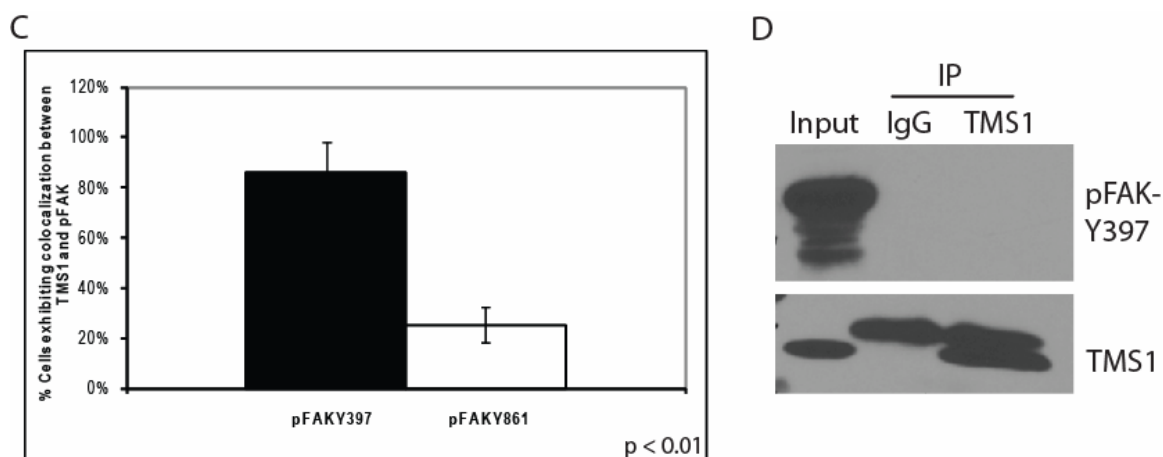 C
% Cells exhibiting colocalization between
TMS1 and pFAK
120%
100%
80%
60%
40%
20%
0%
pFAKY397
pFAKY861
p < 0.01
D
IP
Input IgG TMS1
pFAK-
Y397
TMS1